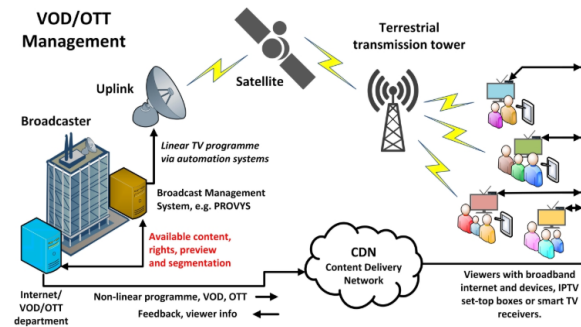 VOD/OTT
Management
Terrestrial
transmission tower
Uplink
Satellite
Broadcaster
Linear TV programme
via automation systems
Broadcast Management
System, e.g. PROVYS
Available content,
rights, preview
and segmentation
CDN
Content Delivery
Network
Internet/
VOD/OTT
department
Non-linear programme, VOD, OTT
Feedback, viewer info
Viewers with broadband
internet and devices, IPTV
set-top boxes or smart TV
receivers.